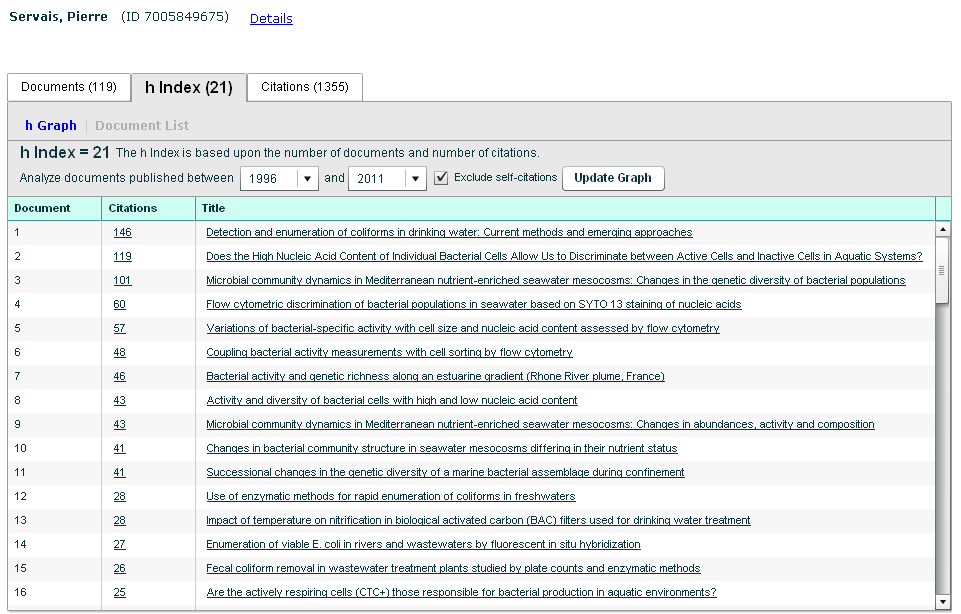 Servais, Pierre (ID 7005849675) Details
Documents (119) h Index (21) Citations (1355)
h Graph | Document List
h Index = 21 The h Index is based upon the number of documents and number of citations.
Analyze documents published between 1996 and 2011 Exclude self-citations Update Graph
Document Citations Title
1 146 Detection and enumeration of coliforms in drinking water: Current methods and emerging approaches
2 119 Does the High Nucleic Acid Content of Individual Bacterial Cells Allow Us to Discriminate between Active Cells and Inactive Cells in Aquatic Systems?
3 101 Microbial community dynamics in Mediterranean nutrient-enriched seawater mesocosms: Changes in the genetic diversity of bacterial populations
4 60 Flow cytometric discrimination of bacterial populations in seawater based on SYTO 13 staining of nucleic acids
5 57 Variations of bacterial-specific activity with cell size and nucleic acid content assessed by flow cytometry
6 48 Coupling bacterial activity measurements with cell sorting by flow cytometry
7 46 Bacterial activity and genetic richness along an estuarine gradient (Rhone River plume, France)
8 43 Activity and diversity of bacterial cells with high and low nucleic acid content
9 43 Microbial community dynamics in Mediterranean nutrient-enriched seawater mesocosms: Changes in abundances, activity and composition
10 41 Changes in bacterial community structure in seawater mesocosms differing in their nutrient status
11 41 Successional changes in the genetic diversity of a marine bacterial assemblage during confinement
12 28 Use of enzymatic methods for rapid enumeration of coliforms in freshwaters
13 28 Impact of temperature on nitrification in biological activated carbon (BAC) filters used for drinking water treatment
14 27 Enumeration of viable E. coli in rivers and wastewaters by fluorescent in situ hybridization
15 26 Fecal coliform removal in wastewater treatment plants studied by plate counts and enzymatic methods
16 25 Are the actively respiring cells (CTC+) those responsible for bacterial production in aquatic environments?